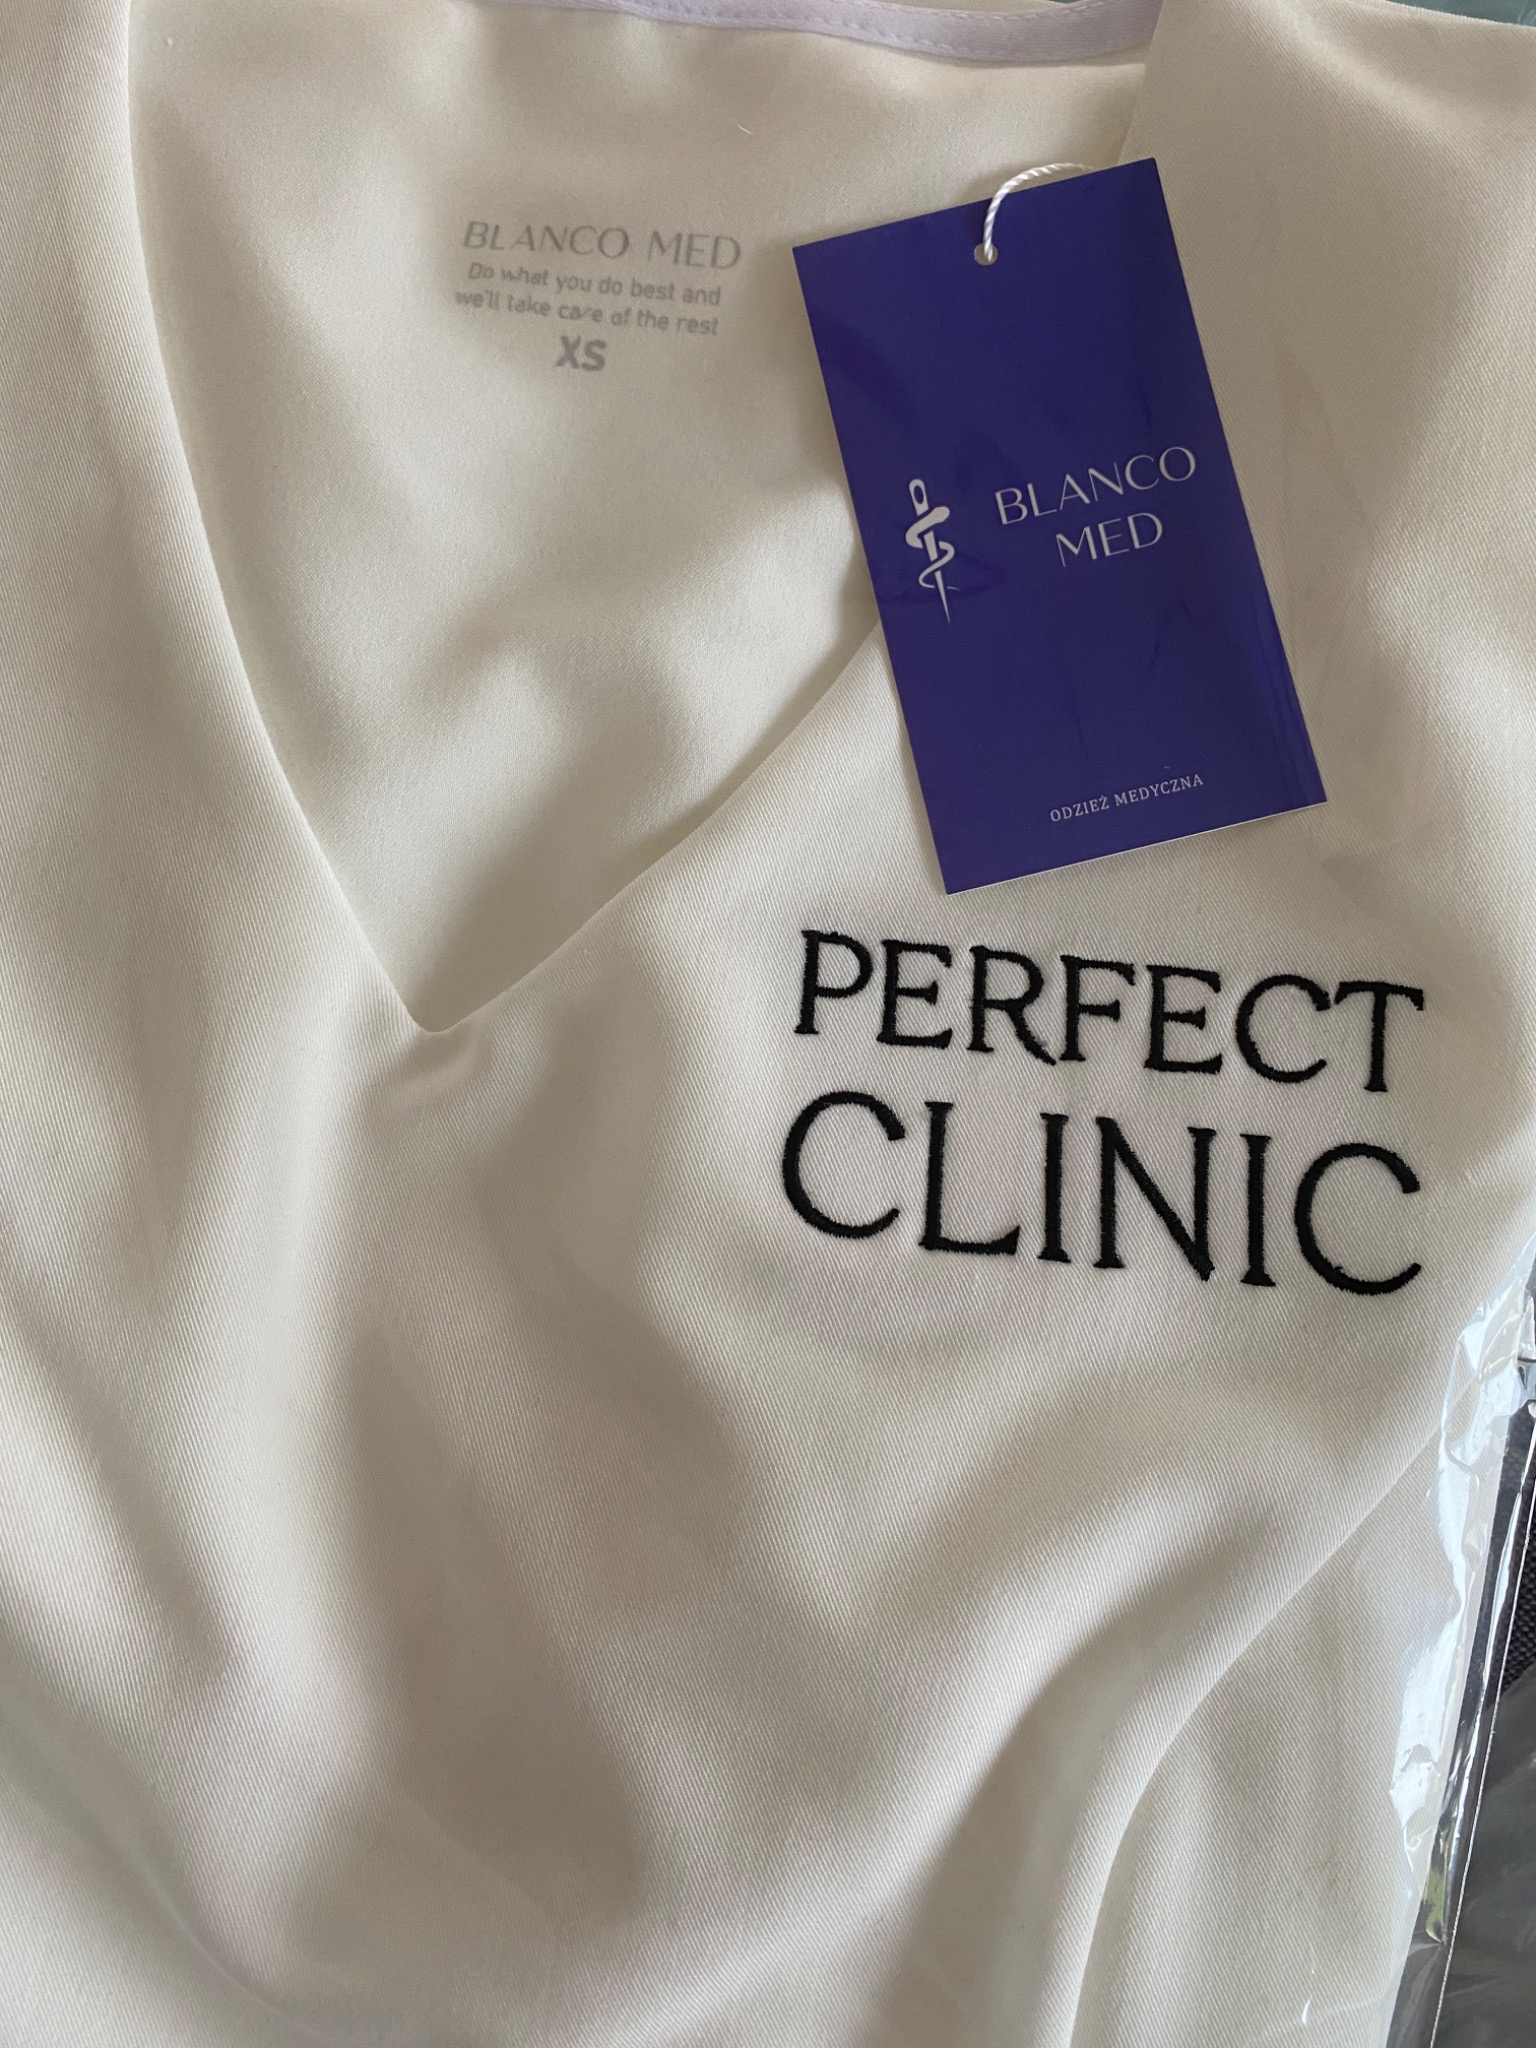 BLANCO MED
Do what you do best and
we'll take care of the rest
XS
BLANCO
MED
ODZIEŻ MEDYCZNA
PERFECT
CLINIC